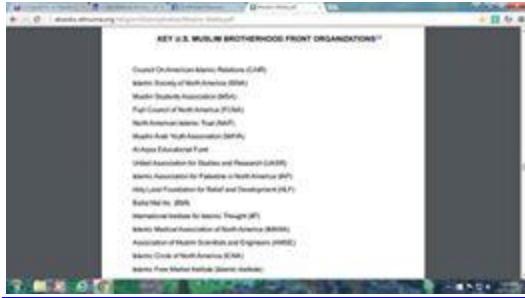 KEY U.S. MUSLIM BROTHERHOOD FRONT ORGANIZATIONS
Council On American Islamic Relations (CAIR)
Islamic Society of North America (ISNA)
Muslim Students Association (MSA)
Fiqh Council of North America (FCNA)
North American Islamic Trust (NAIT)
Muslim Arab Youth Association (MAYA)
Al Aqsa Educational Fund
United Association for Studies and Research (UASR)
Islamic Association for Palestine in North America (IAP)
Holy Land Foundation for Relief and Development (HLF)
Baitul Mal Inc. (BMI)
International Institute for Islamic Thought (IIIT)
Islamic Medical Association of North America (IMANA)
Association of Muslim Scientists and Engineers (AMSE)
Islamic Circle of North America (ICNA)
Islamic Free Market Institute (Islamic Institute)